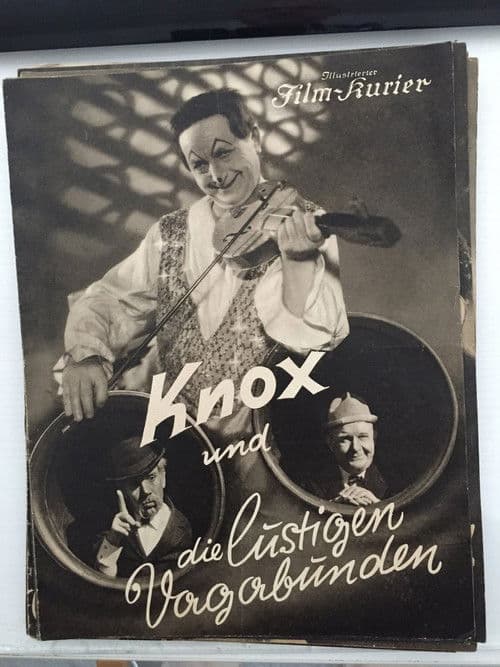 Illustrierter
Film-Kurier
Knox
und
die lustigen
Vagabunden